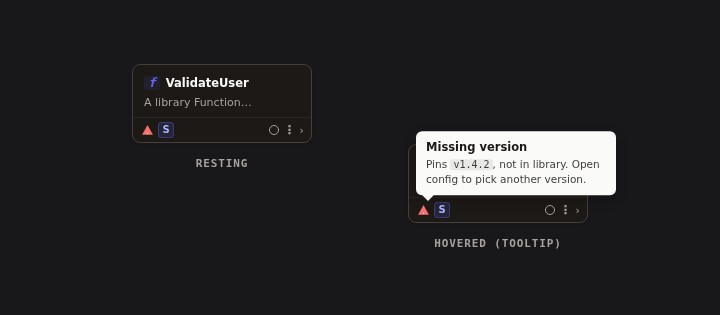 f ValidateUser
A library Function…
S
RESTING
Missing version
Pins v1.4.2, not in library. Open
config to pick another version.
S
HOVERED (TOOLTIP)